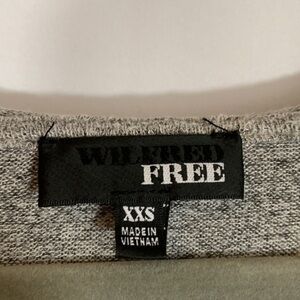 WILFRED
FREE
XXS
MADE IN
VIETNAM